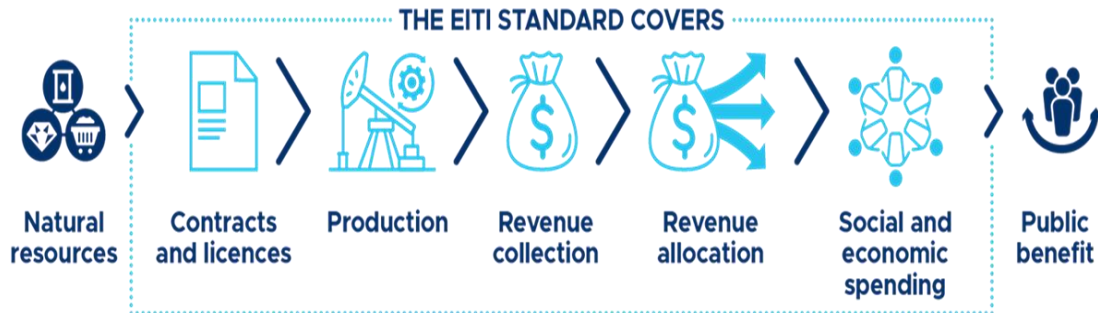 THE EITI STANDARD COVERS
Natural
resources
Contracts
and licences
Production
Revenue
collection
Revenue
allocation
Social and
economic
spending
Public
benefit